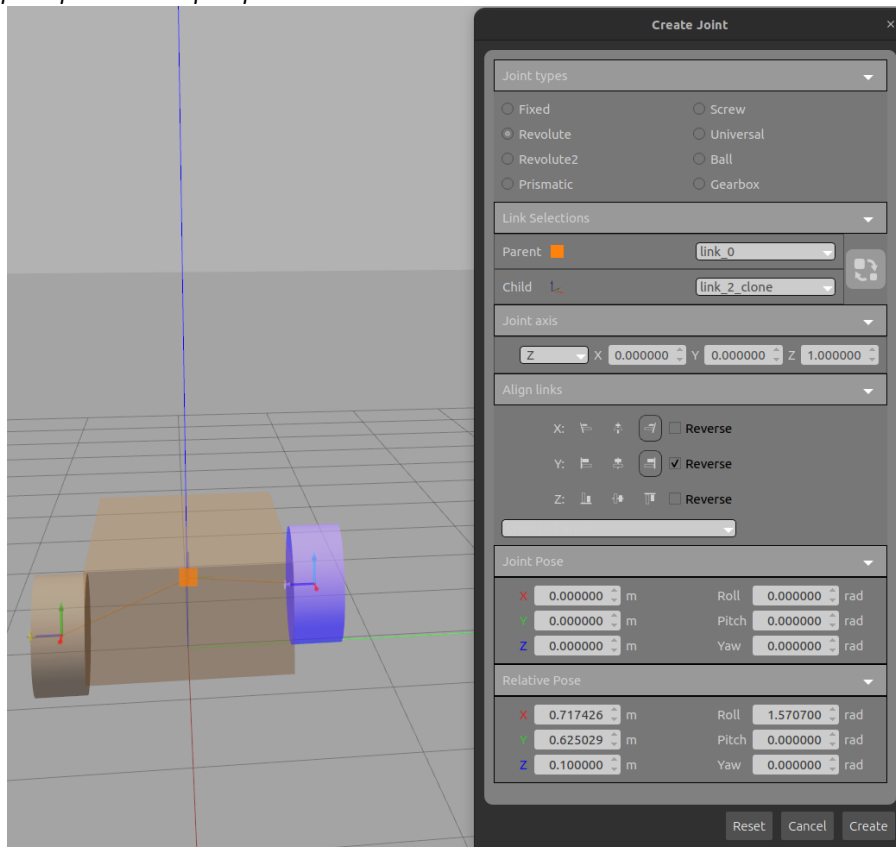 Create Joint ×
Joint types
Fixed Screw
Revolute Universal
Revolute2 Ball
Prismatic Gearbox
Link Selections
Parent link_0
Child link_2_clone
Joint axis
Z X 0.000000 Y 0.000000 Z 1.000000
Align links
X: Reverse
Y: Reverse
Z: Reverse
Joint Pose
X 0.000000 m Roll 0.000000 rad
Y 0.000000 m Pitch 0.000000 rad
Z 0.000000 m Yaw 0.000000 rad
Relative Pose
X 0.717426 m Roll 1.570700 rad
Y 0.625029 m Pitch 0.000000 rad
Z 0.100000 m Yaw 0.000000 rad
Reset Cancel Create